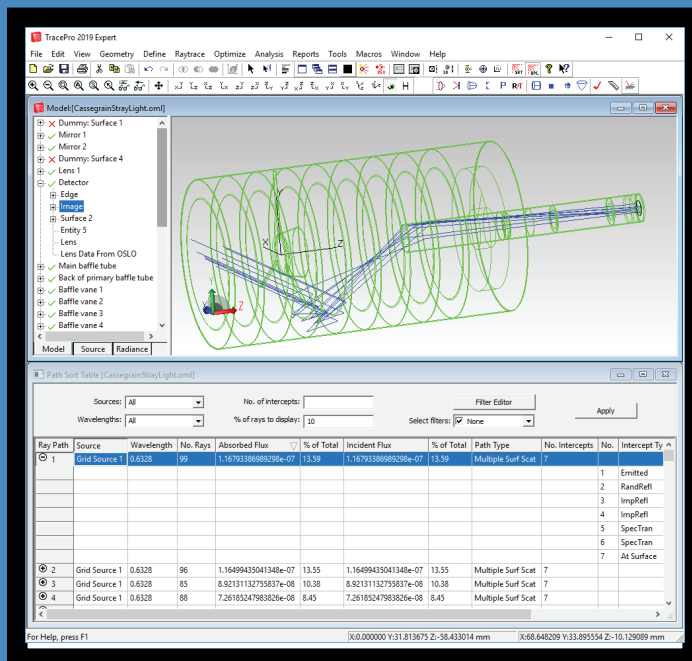 TracePro 2019 Expert
File Edit View Geometry Define Raytrace Optimize Analysis Reports Tools Macros Window Help
Model:[CassegrainStrayLight.oml]
Dummy: Surface 1
Mirror 1
Mirror 2
Dummy: Surface 4
Lens 1
Detector
Edge
Image
Surface 2
Entity 5
Lens
Lens Data From OSLO
Main baffle tube
Back of primary baffle tube
Baffle vane 1
Baffle vane 2
Baffle vane 3
Baffle vane 4
X Z
Y
Z
Model Source Radiance
Path Sort Table [CassegrainStrayLight.oml]
Sources: All No. of intercepts: Filter Editor
Wavelengths: All % of rays to display: 10 Select filters: None Apply
Ray Path Source Wavelength No. Rays Absorbed Flux % of Total Incident Flux % of Total Path Type No. Intercepts No. Intercept Ty
1 Grid Source 1 0.6328 99 1.16793386989298e-07 13.59 1.16793386989298e-07 13.59 Multiple Surf Scat 7
1 Emitted
2 RandRefl
3 ImpRefl
4 ImpRefl
5 SpecTran
6 SpecTran
7 At Surface
2 Grid Source 1 0.6328 96 1.16499435041348e-07 13.55 1.16499435041348e-07 13.55 Multiple Surf Scat 7
3 Grid Source 1 0.6328 85 8.92131132755837e-08 10.38 8.92131132755837e-08 10.38 Multiple Surf Scat 7
4 Grid Source 1 0.6328 88 7.26185247983826e-08 8.45 7.26185247983826e-08 8.45 Multiple Surf Scat 7
For Help, press F1 X:0.000000 Y:31.813675 Z:-58.433014 mm X:68.648209 Y:33.895554 Z:-10.129089 mm